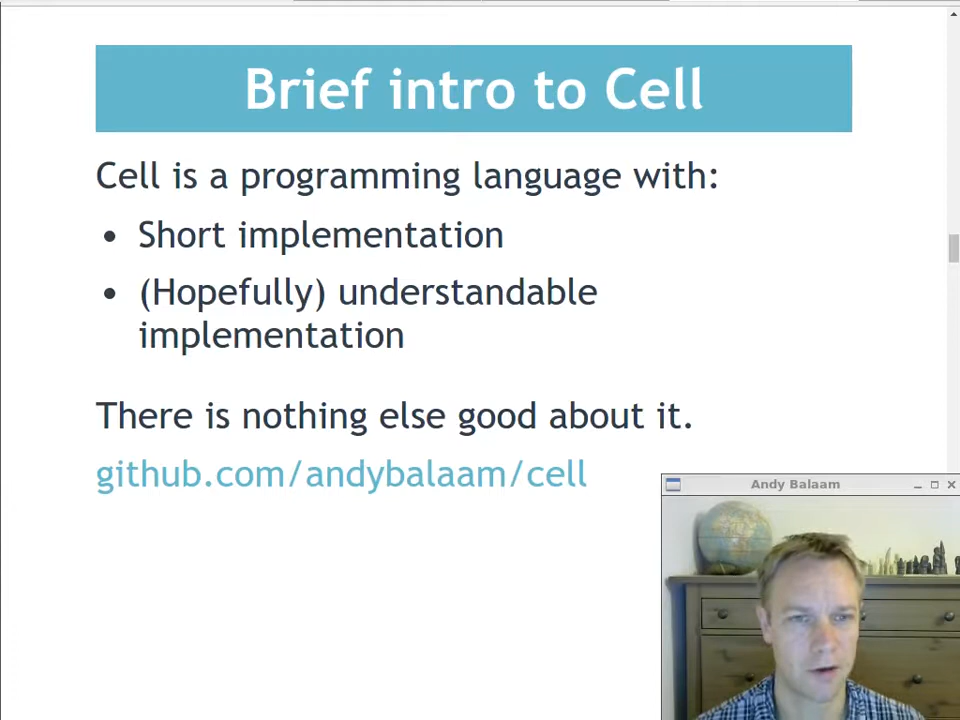 Brief intro to Cell
Cell is a programming language with:
• Short implementation
• (Hopefully) understandable
implementation
There is nothing else good about it.
github.com/andybalaam/cell
Andy Balaam